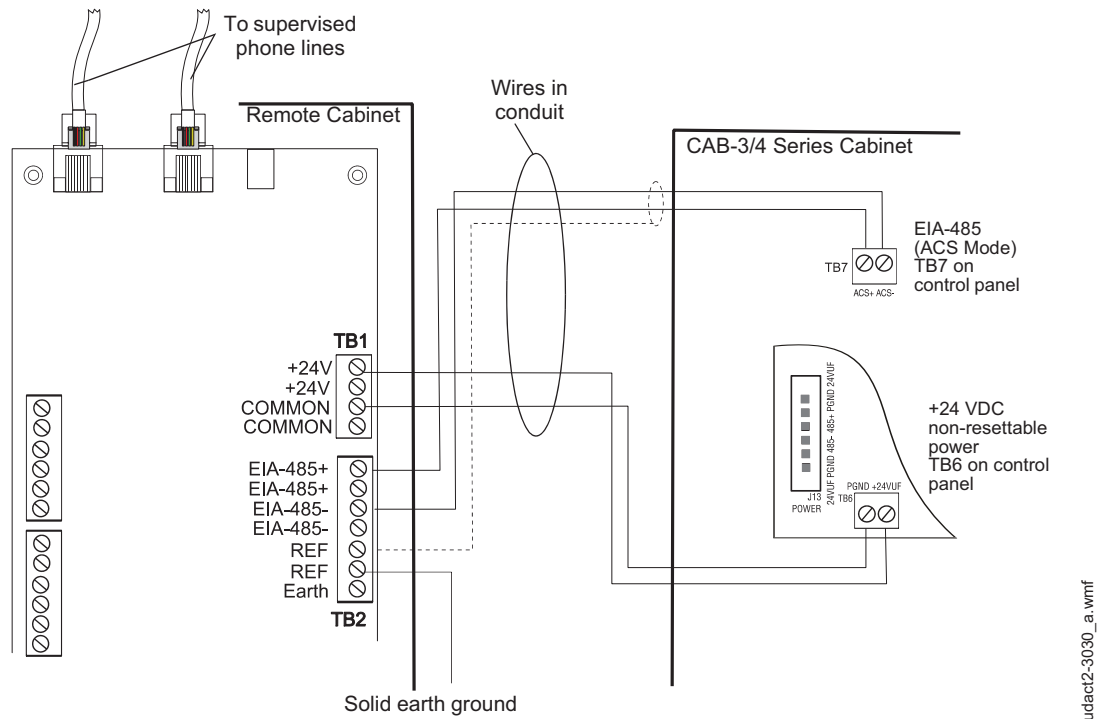 To supervised
phone lines
Remote Cabinet
Wires in
conduit
CAB-3/4 Series Cabinet
EIA-485
(ACS Mode)
TB7 on
control panel
TB7
ACS+ ACS-
TB1
+24V
+24V
COMMON
COMMON
EIA-485+
EIA-485+
EIA-485-
EIA-485-
REF
REF
Earth
TB2
24VUF PGND 485- 485+ PGND 24VUF
J13
POWER
TB6
PGND +24VUF
+24 VDC
non-resettable
power
TB6 on control
panel
Solid earth ground
udact2-3030_a.wmf